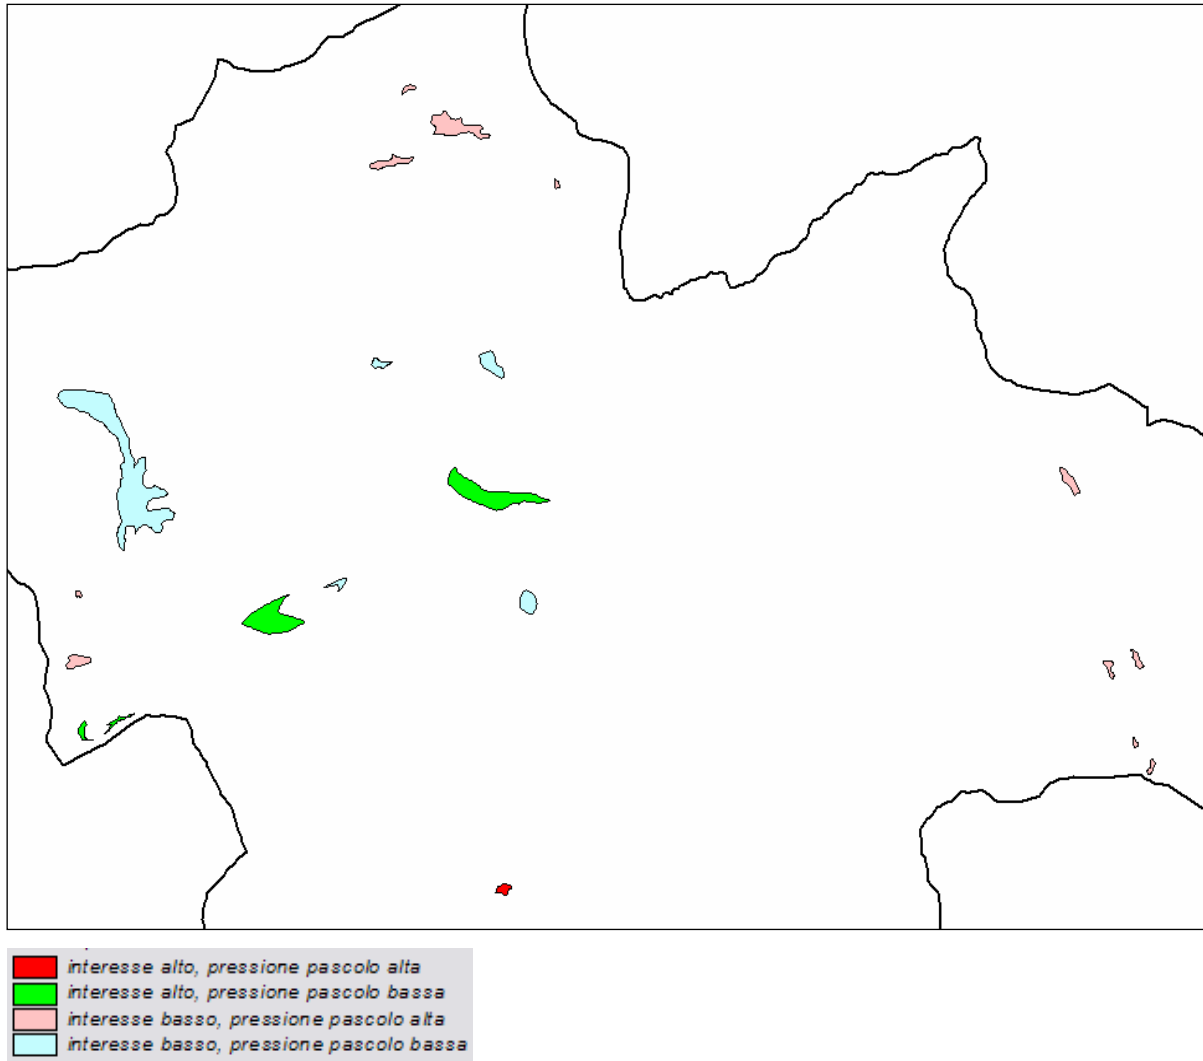 interesse alto, pressione pascolo alta
interesse alto, pressione pascolo bassa
interesse basso, pressione pascolo alta
interesse basso, pressione pascolo bassa